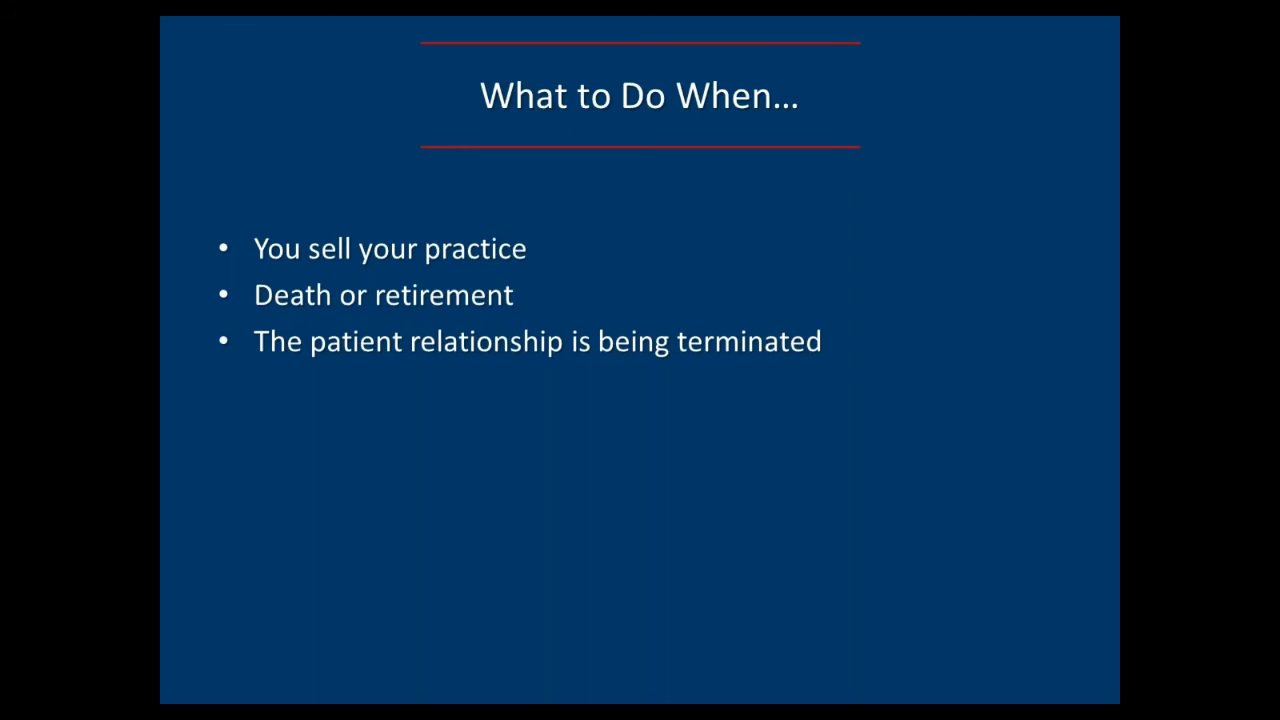 What to Do When...
• You sell your practice
• Death or retirement
• The patient relationship is being terminated